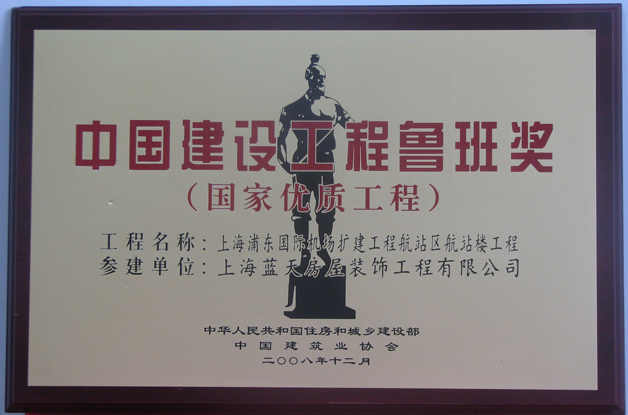 中国建设工程鲁班奖
（国家优质工程）
工程名称：上海浦东国际机场扩建工程航站区航站楼工程
参建单位：上海蓝天房屋装饰工程有限公司
中华人民共和国住房和城乡建设部
中国建筑业协会
二〇〇八年十二月